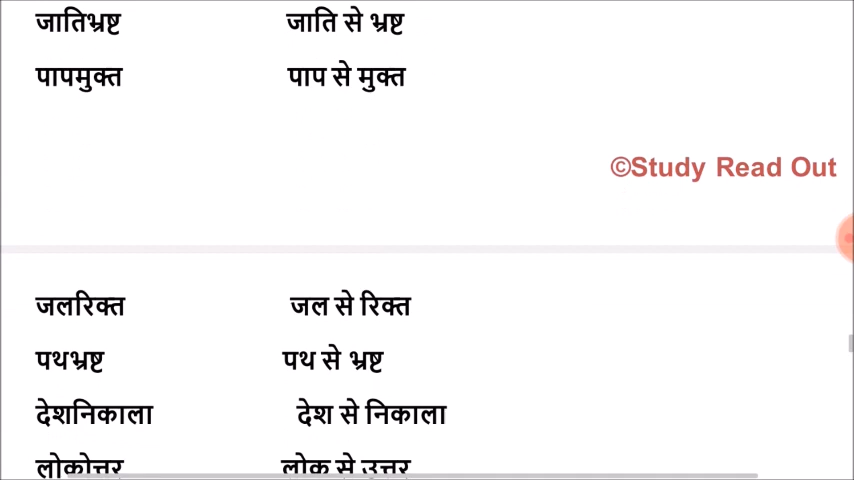 जातिभ्रष्ट जाति से भ्रष्ट
पापमुक्त पाप से मुक्त
©Study Read Out
जलरिक्त जल से रिक्त
पथभ्रष्ट पथ से भ्रष्ट
देशनिकाला देश से निकाला
लोकोत्तर लोक से उत्तर